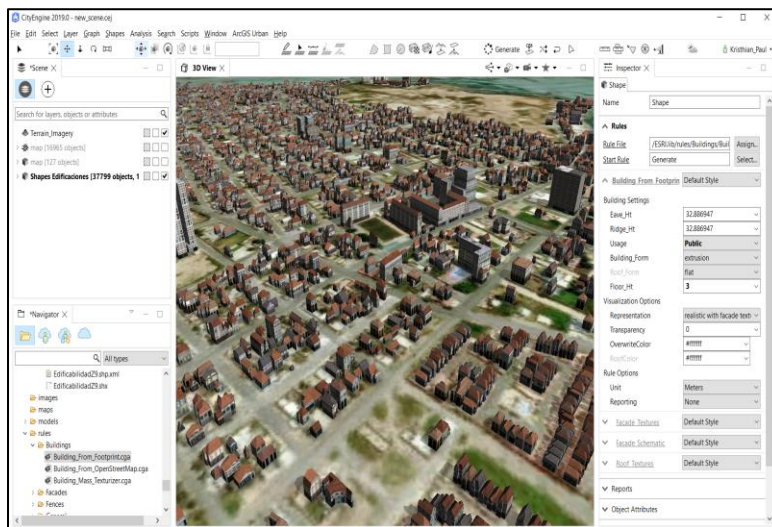 CityEngine 2019.0 - new_scene.cej
File Edit Select Layer Graph Shapes Analysis Search Scripts Window ArcGIS Urban Help
Generate
Kristhian_Paul
*Scene
Search for layers, objects or attributes
Terrain_Imagery
map [16965 objects]
map [127 objects]
Shapes Edificaciones [37799 objects, 1
*Navigator
All types
EdificabilidadZ9.shp.xml
EdificabilidadZ9.shx
images
maps
models
rules
Buildings
Building_From_Footprint.cga
Building_From_OpenStreetMap.cga
Building_Mass_Texturizer.cga
Facades
Fences
3D View
Inspector
Shape
Name Shape
Rules
Rule File /ESRI.lib/rules/Buildings/Buil Assign...
Start Rule Generate Select...
Building_From_Footprin Default Style
Building Settings
Eave_Ht 32.886947
Ridge_Ht 32.886947
Usage Public
Building_Form extrusion
Roof_Form flat
Floor_Ht 3
Visualization Options
Representation realistic with facade text
Transparency 0
OverwriteColor #ffffff
RoofColor #ffffff
Rule Options
Unit Meters
Reporting None
Facade Textures Default Style
Facade Schematic Default Style
Roof Textures Default Style
Reports
Object Attributes